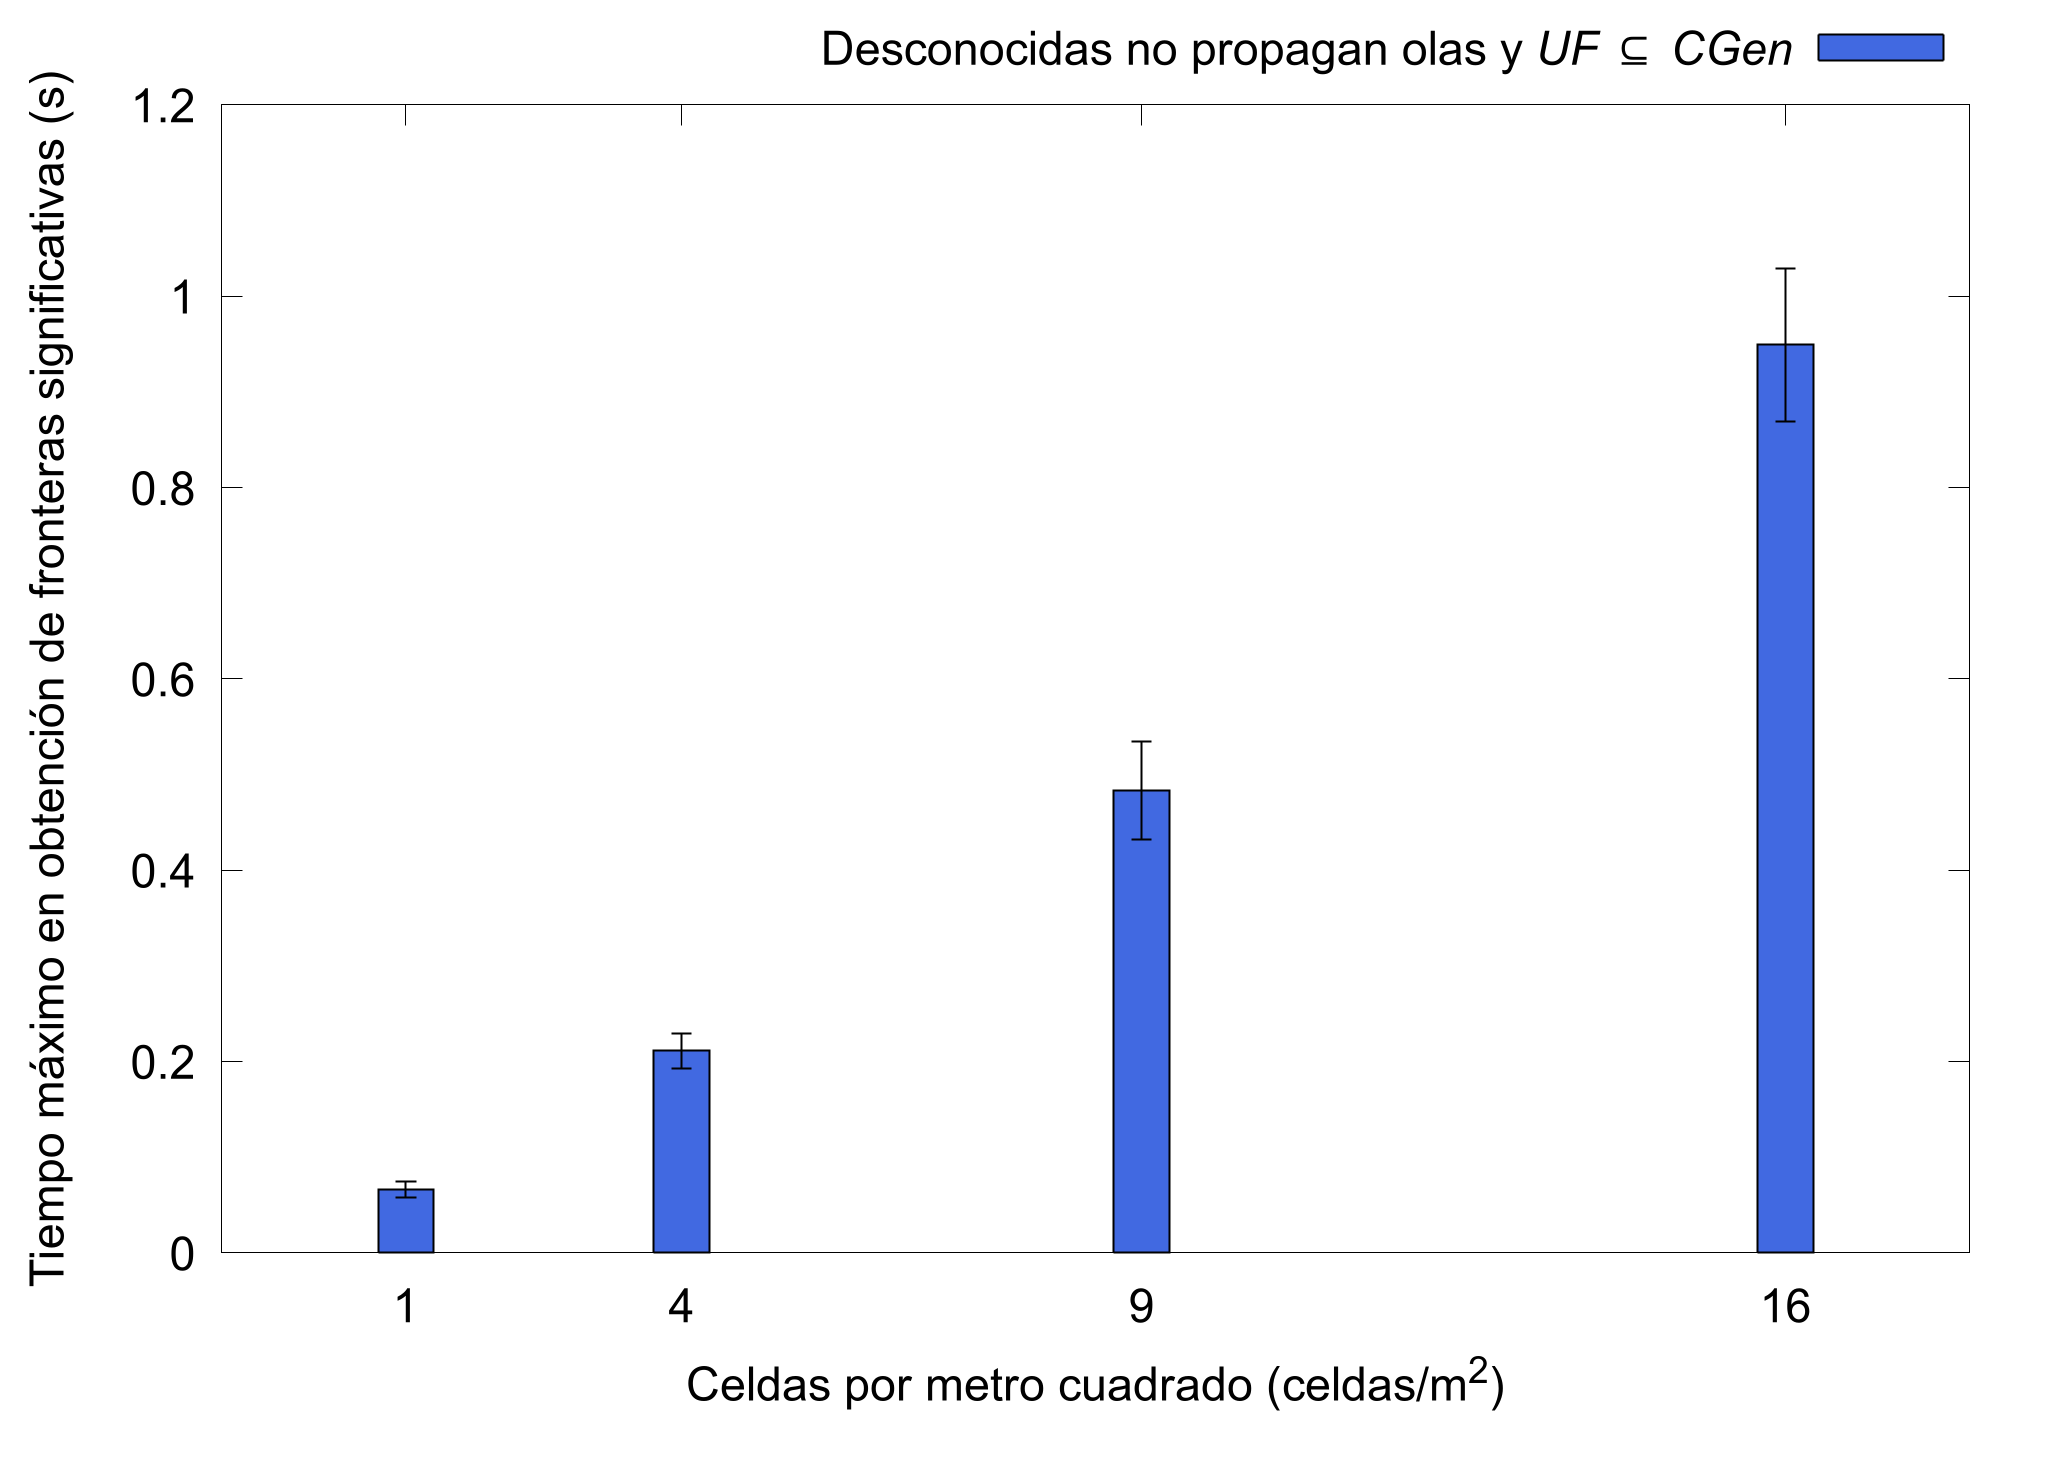 Desconocidas no propagan olas y UF ⊆ CGen
Tiempo máximo en obtención de fronteras significativas (s)
1.2
1
0.8
0.6
0.4
0.2
0
1 4 9 16
Celdas por metro cuadrado (celdas/m²)